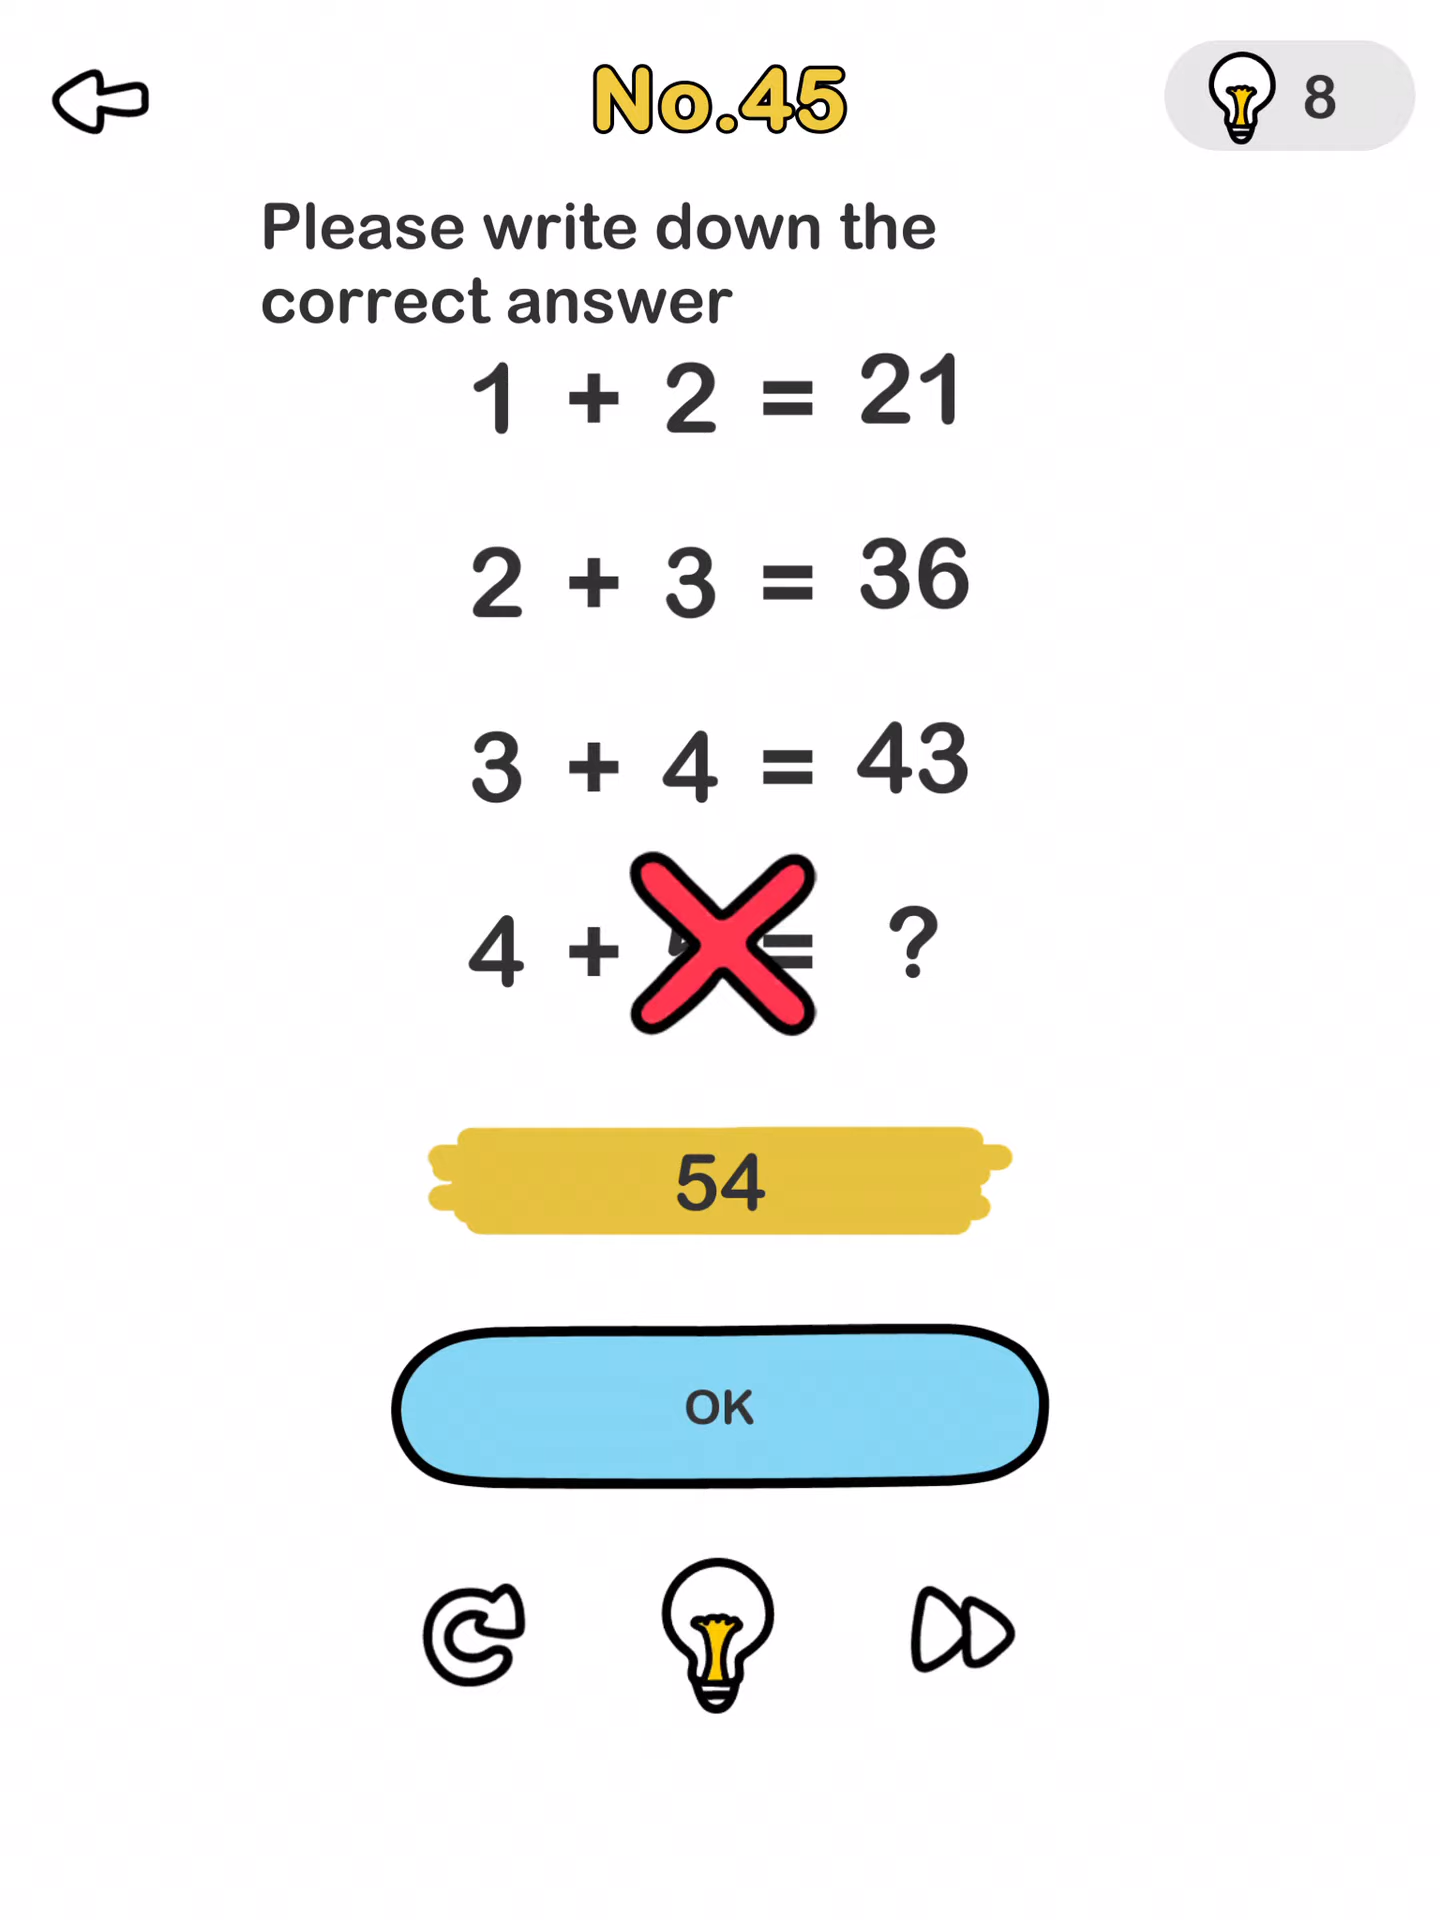 No.45
8
Please write down the
correct answer
1 + 2 = 21
2 + 3 = 36
3 + 4 = 43
4 + = ?
54
OK